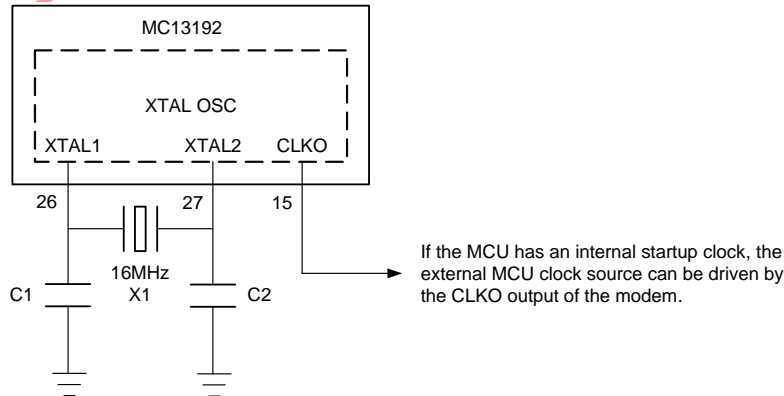 MC13192
XTAL OSC
XTAL1 XTAL2 CLKO
26 27 15
16MHz
C1 X1 C2
If the MCU has an internal startup clock, the
external MCU clock source can be driven by
the CLKO output of the modem.